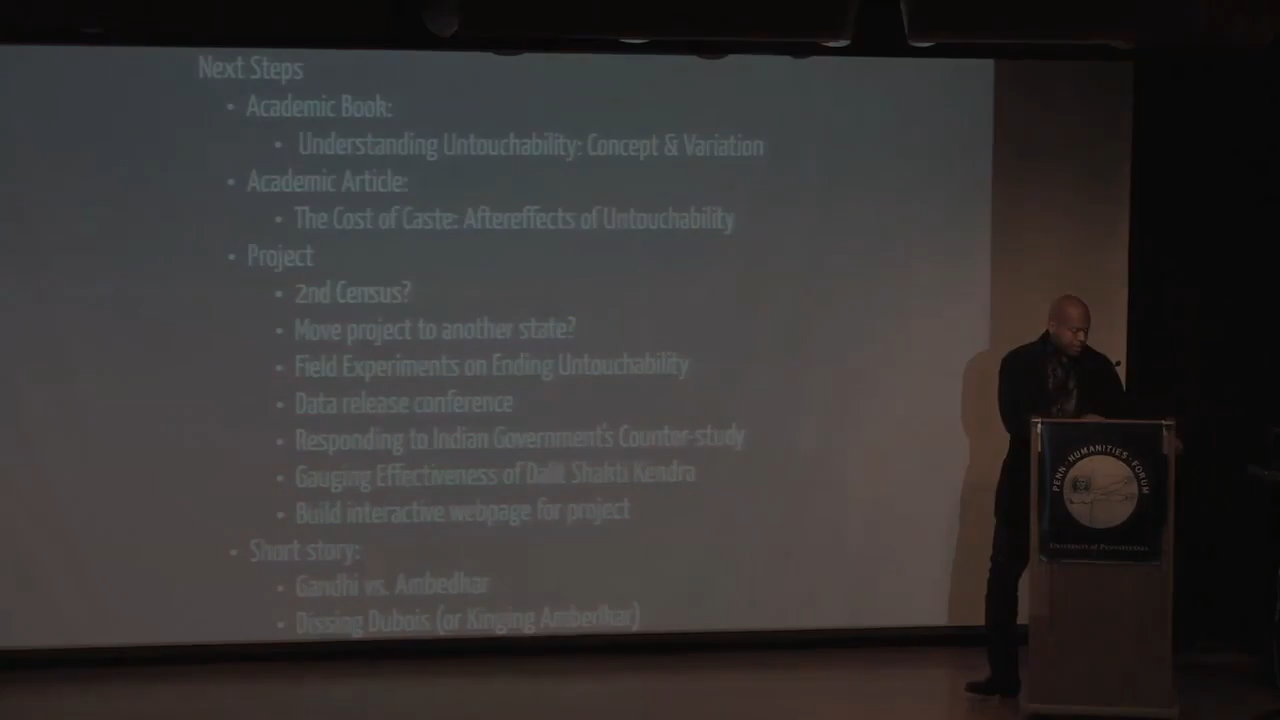 Next Steps
• Academic Book:
• Understanding Untouchability: Concept & Variation
• Academic Article:
• The Cost of Caste: Aftereffects of Untouchability
• Project
• 2nd Census?
• Move project to another state?
• Field Experiments on Ending Untouchability
• Data release conference
• Responding to Indian Government's Counter-study
• Gauging Effectiveness of Dalit Shakti Kendra
• Build interactive webpage for project
• Short story:
• Gandhi vs. Ambedkar
• Dissing Dubois (or Kinging Ambedkar)
PENN · HUMANITIES · FORUM
University of Pennsylvania